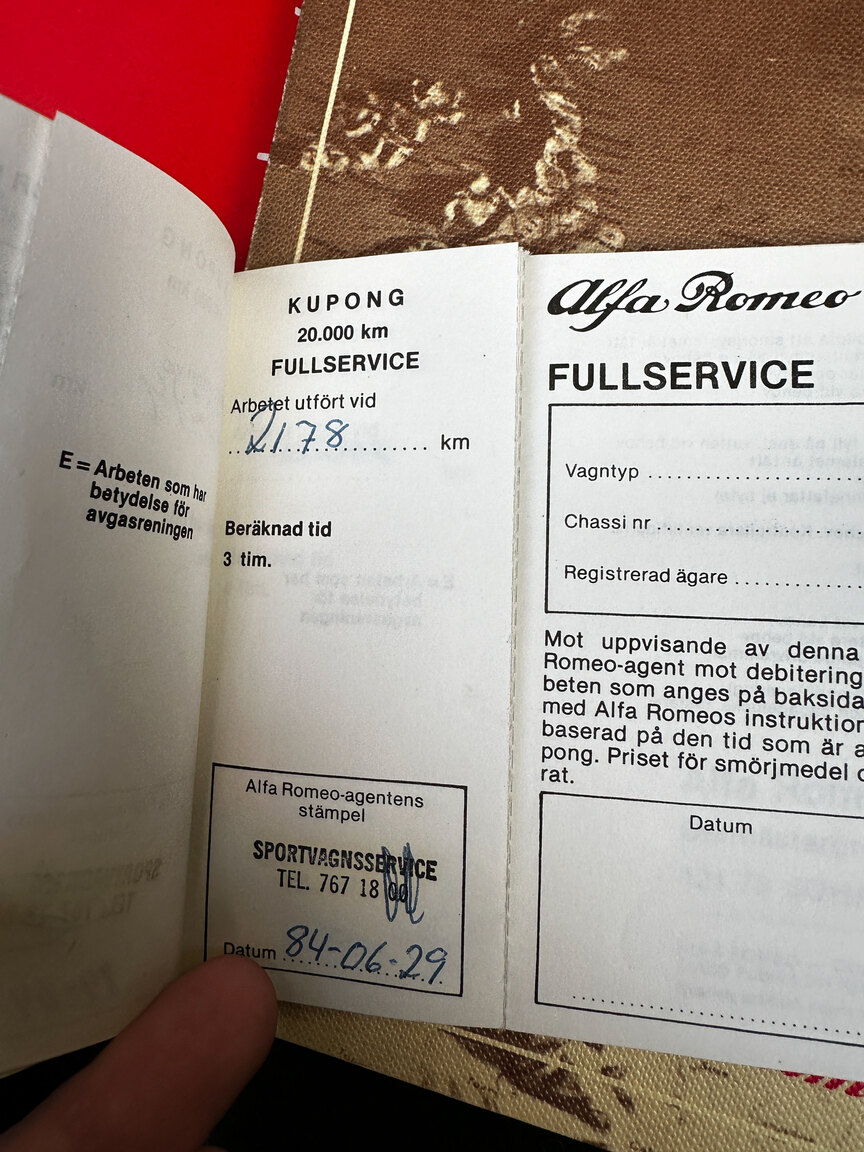 E = Arbeten som har
betydelse för
avgasreningen
KUPONG
20.000 km
FULLSERVICE
Arbetet utfört vid
2178 km
Beräknad tid
3 tim.
Alfa Romeo-agentens
stämpel
SPORTVAGNSSERVICE
TEL. 767 18 00
Datum 84-06-29
Alfa Romeo
FULLSERVICE
Vagntyp
Chassi nr
Registrerad ägare
Mot uppvisande av denna
Romeo-agent mot debitering
beten som anges på baksida
med Alfa Romeos instruktion
baserad på den tid som är a
pong. Priset för smörjmedel
rat.
Datum